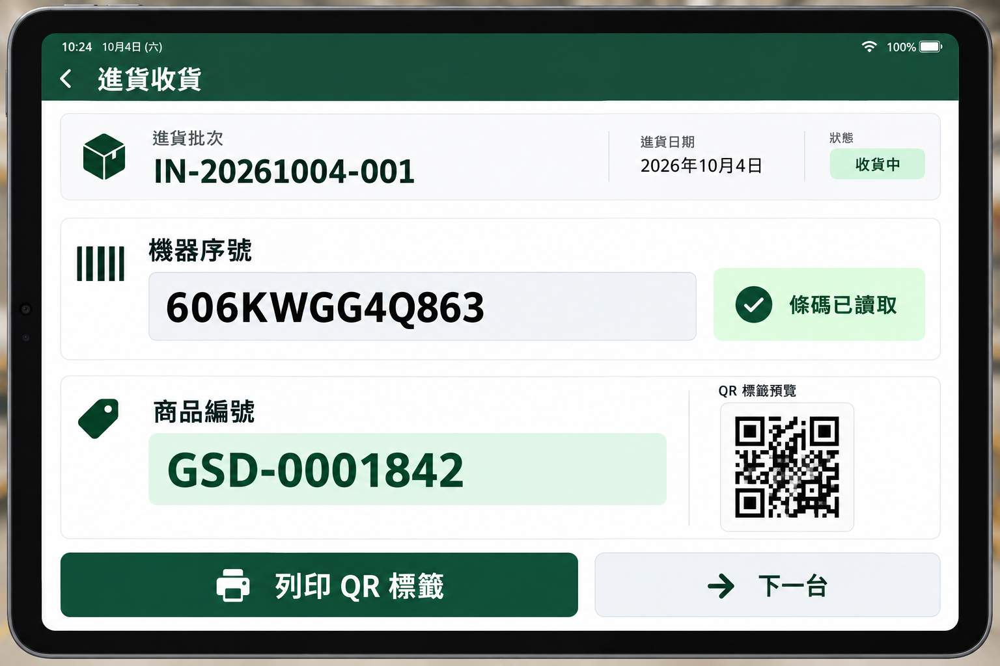 10:24 10月4日 (六)
100%
進貨收貨
進貨批次
IN-20261004-001
進貨日期
2026年10月4日
狀態
收貨中
機器序號
606KWGG4Q863
條碼已讀取
商品編號
GSD-0001842
QR 標籤預覽
列印 QR 標籤
下一台